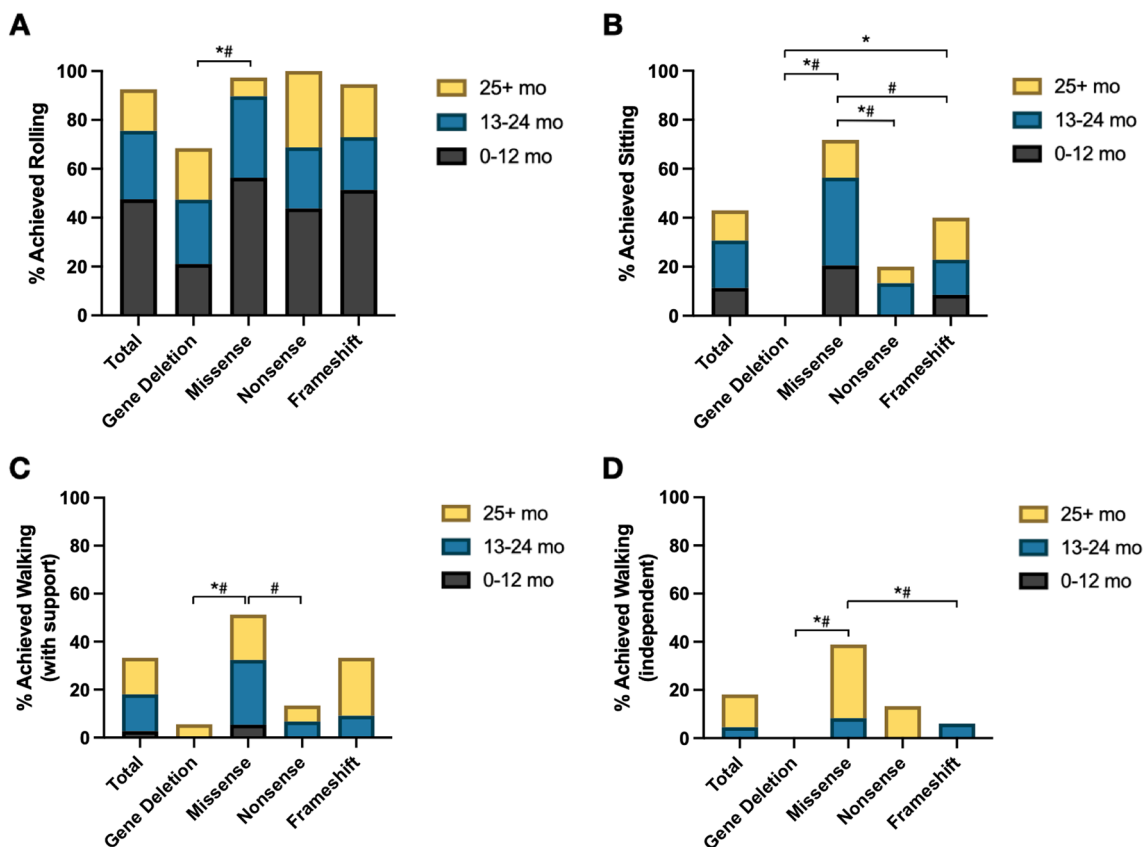 A
*#
% Achieved Rolling
100
80
60
40
20
0
Total
Gene Deletion
Missense
Nonsense
Frameshift
25+ mo
13-24 mo
0-12 mo
B
*
*#
#
*#
% Achieved Sitting
100
80
60
40
20
0
Total
Gene Deletion
Missense
Nonsense
Frameshift
25+ mo
13-24 mo
0-12 mo
C
*#
#
% Achieved Walking
(with support)
100
80
60
40
20
0
Total
Gene Deletion
Missense
Nonsense
Frameshift
25+ mo
13-24 mo
0-12 mo
D
*#
*#
% Achieved Walking
(independent)
100
80
60
40
20
0
Total
Gene Deletion
Missense
Nonsense
Frameshift
25+ mo
13-24 mo
0-12 mo